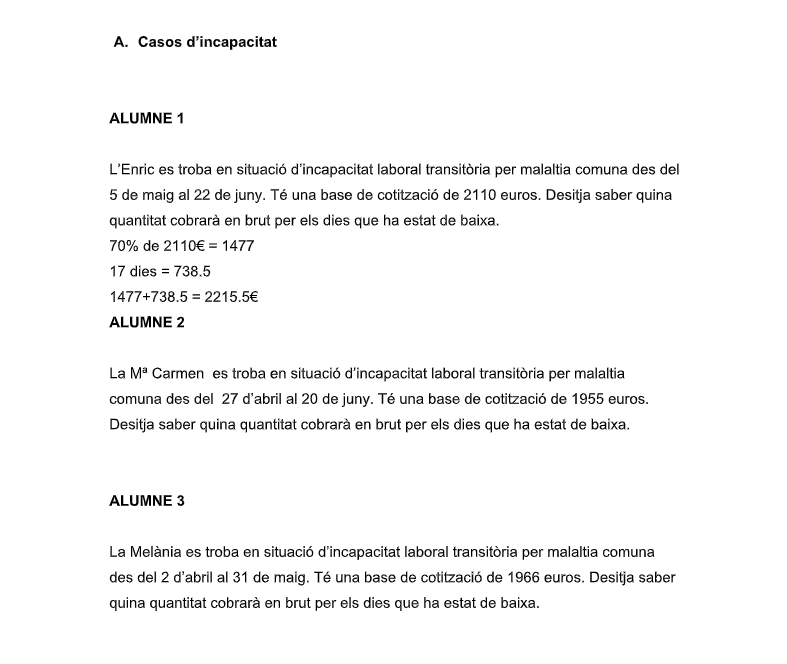 A. Casos d’incapacitat
ALUMNE 1
L’Enric es troba en situació d’incapacitat laboral transitòria per malaltia comuna des del
5 de maig al 22 de juny. Té una base de cotització de 2110 euros. Desitja saber quina
quantitat cobrarà en brut per els dies que ha estat de baixa.
70% de 2110€ = 1477
17 dies = 738.5
1477+738.5 = 2215.5€
ALUMNE 2
La Mª Carmen es troba en situació d’incapacitat laboral transitòria per malaltia
comuna des del 27 d’abril al 20 de juny. Té una base de cotització de 1955 euros.
Desitja saber quina quantitat cobrarà en brut per els dies que ha estat de baixa.
ALUMNE 3
La Melània es troba en situació d’incapacitat laboral transitòria per malaltia comuna
des del 2 d’abril al 31 de maig. Té una base de cotització de 1966 euros. Desitja saber
quina quantitat cobrarà en brut per els dies que ha estat de baixa.